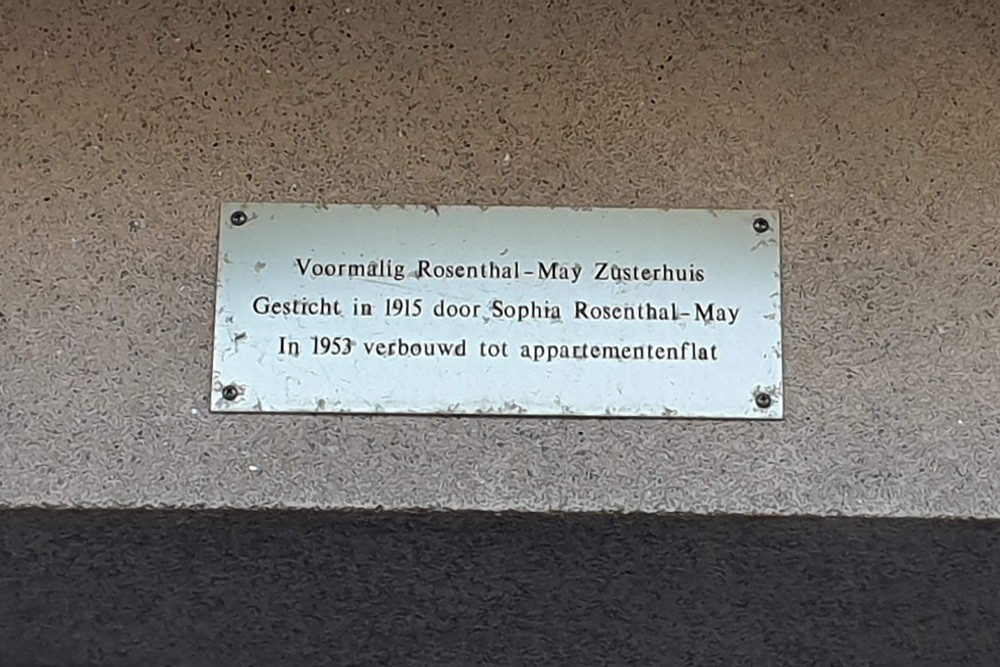 Voormalig Rosenthal-May Zusterhuis
Gesticht in 1915 door Sophia Rosenthal-May
In 1953 verbouwd tot appartementenflat